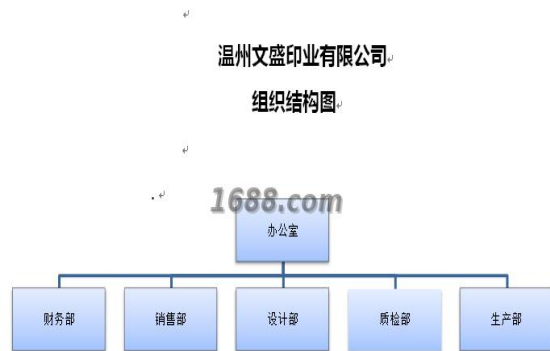 温州文盛印业有限公司
组织结构图
1688.com
办公室
财务部 销售部 设计部 质检部 生产部